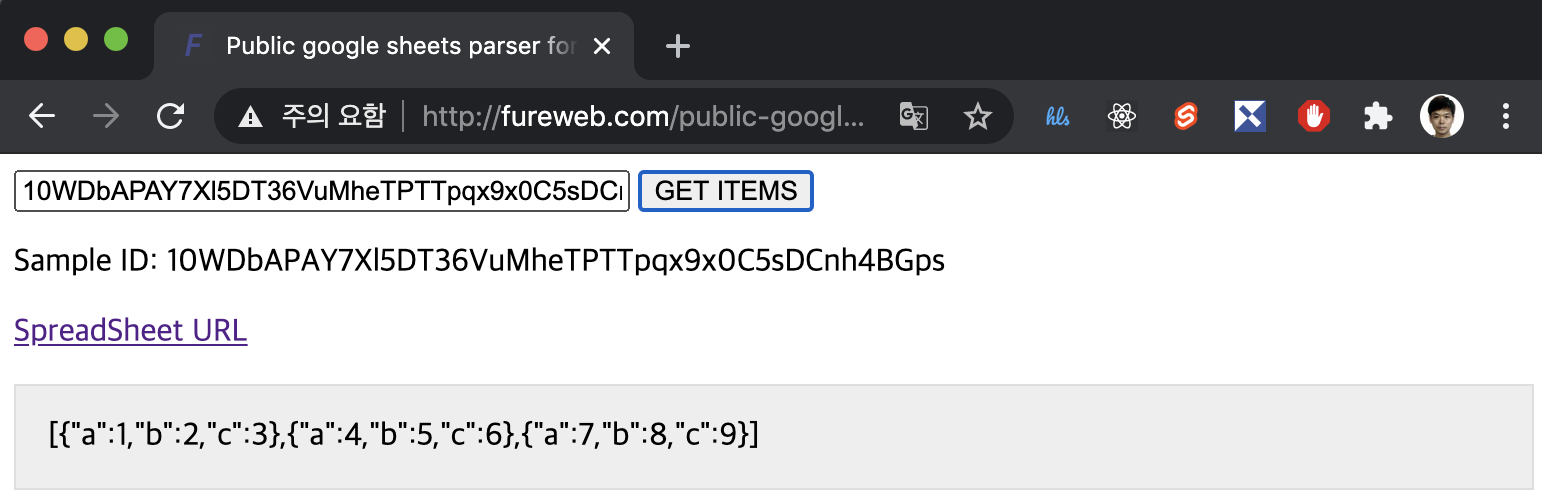 F Public google sheets parser for
주의 요함 http://fureweb.com/public-googl...
hls
10WDbAPAY7Xl5DT36VuMheTPTTpqx9x0C5sDC
GET ITEMS
Sample ID: 10WDbAPAY7Xl5DT36VuMheTPTTpqx9x0C5sDCnh4BGps
SpreadSheet URL
[{"a":1,"b":2,"c":3},{"a":4,"b":5,"c":6},{"a":7,"b":8,"c":9}]